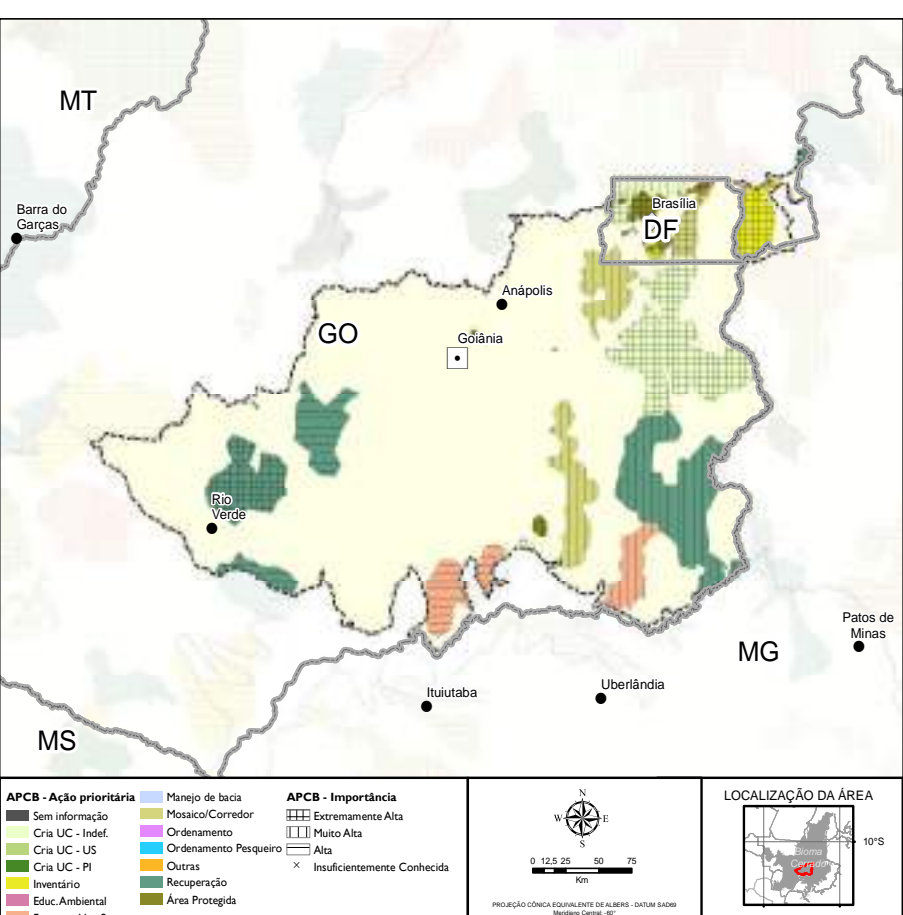 MT
Barra do
Garças
Brasília
DF
Anápolis
GO
Goiânia
Rio
Verde
Patos de
Minas
MG
Uberlândia
Ituiutaba
MS
APCB - Ação prioritária
Sem informação
Cria UC - Indef.
Cria UC - US
Cria UC - PI
Inventário
Educ.Ambiental
Manejo de bacia
Mosaico/Corredor
Ordenamento
Ordenamento Pesqueiro
Outras
Recuperação
Área Protegida
APCB - Importância
Extremamente Alta
Muito Alta
Alta
× Insuficientemente Conhecida
N
W E
S
0 12,5 25 50 75
Km
PROJEÇÃO CÔNICA EQUIVALENTE DE ALBERS - DATUM SAD69
Meridiano Central: -60°
LOCALIZAÇÃO DA ÁREA
10°S
Bioma
Cerrado